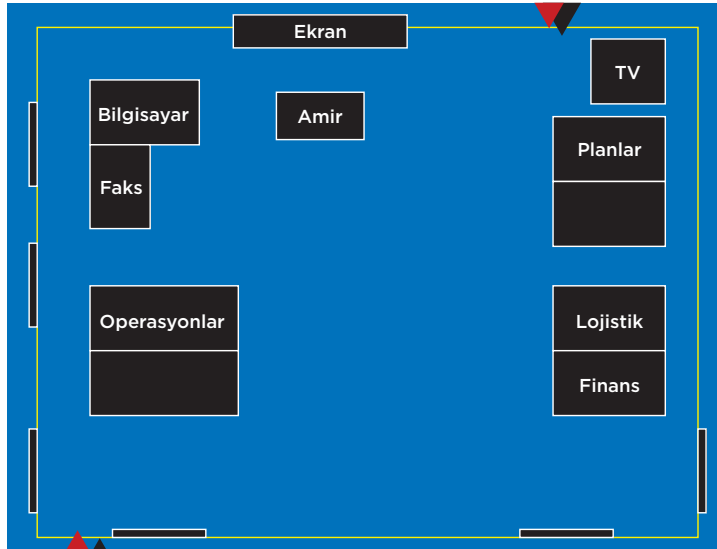 Ekran
TV
Bilgisayar
Amir
Planlar
Faks
Operasyonlar
Lojistik
Finans